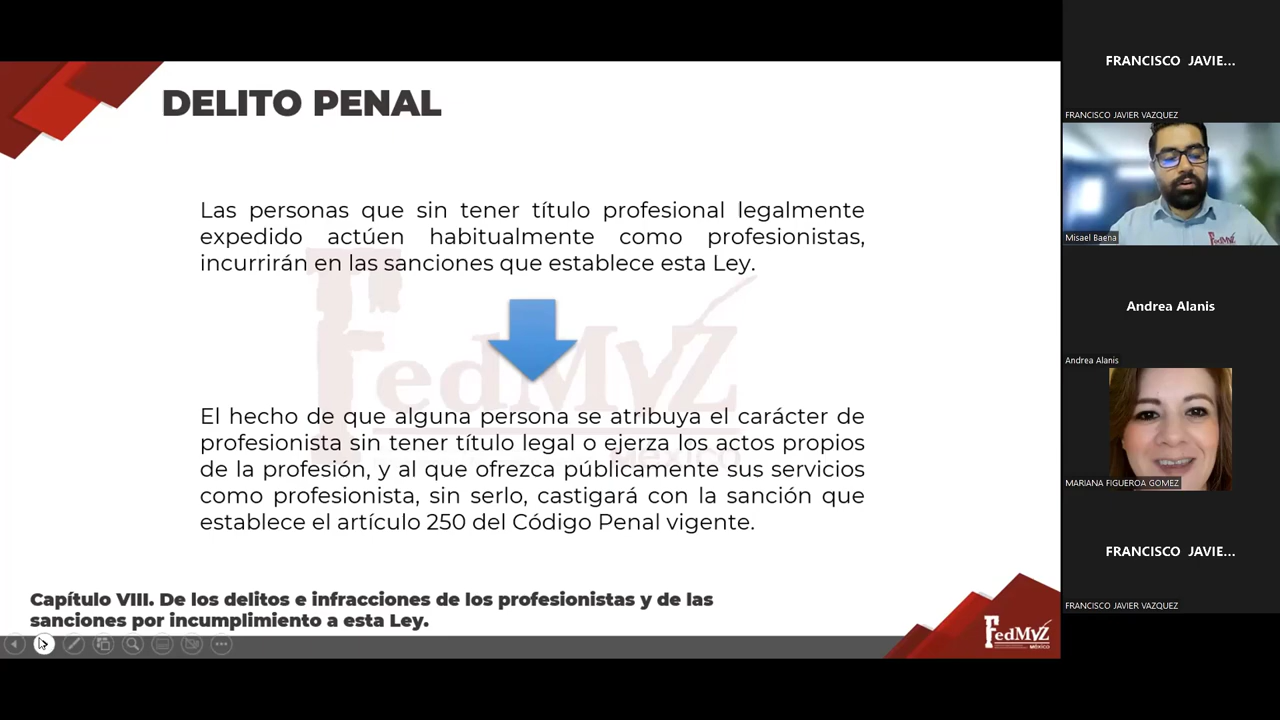 DELITO PENAL
Las personas que sin tener título profesional legalmente
expedido actúen habitualmente como profesionistas,
incurrirán en las sanciones que establece esta Ley.
El hecho de que alguna persona se atribuya el carácter de
profesionista sin tener título legal o ejerza los actos propios
de la profesión, y al que ofrezca públicamente sus servicios
como profesionista, sin serlo, castigará con la sanción que
establece el artículo 250 del Código Penal vigente.
Capítulo VIII. De los delitos e infracciones de los profesionistas y de las
sanciones por incumplimiento a esta Ley.
FedMVZ
FedMVZ
México
FRANCISCO JAVIE...
FRANCISCO JAVIER VAZQUEZ
FEDMVZ
Misael Baena
Andrea Alanis
Andrea Alanis
MARIANA FIGUEROA GOMEZ
FRANCISCO JAVIE...
FRANCISCO JAVIER VAZQUEZ